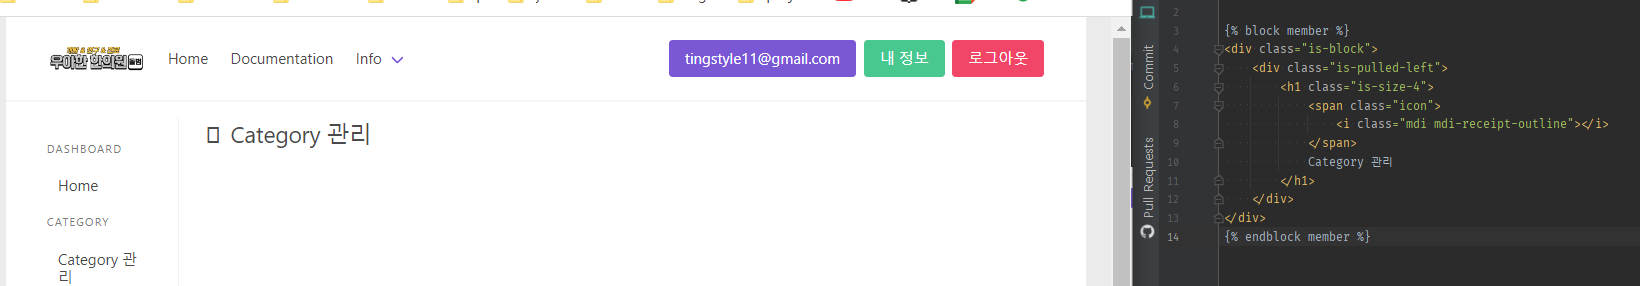 우아한 한의원
Home
Documentation
Info
tingstyle11@gmail.com
내 정보
로그아웃
DASHBOARD
Home
CATEGORY
Category 관
리
Category 관리
Commit
Pull Requests
2
3 {% block member %}
4 <div class="is-block">
5 <div class="is-pulled-left">
6 <h1 class="is-size-4">
7 <span class="icon">
8 <i class="mdi mdi-receipt-outline"></i>
9 </span>
10 Category 관리
11 </h1>
12 </div>
13 </div>
14 {% endblock member %}